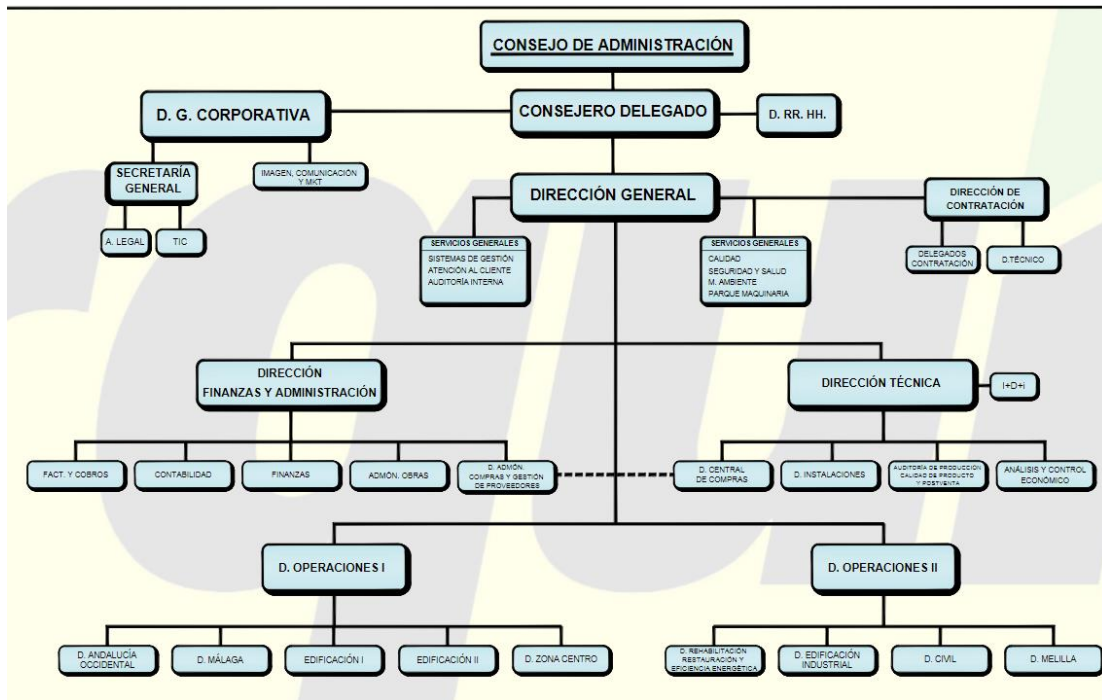 CONSEJO DE ADMINISTRACIÓN
D. G. CORPORATIVA
CONSEJERO DELEGADO
D. RR. HH.
SECRETARÍA
GENERAL
IMAGEN, COMUNICACIÓN
Y MKT
DIRECCIÓN GENERAL
DIRECCIÓN DE
CONTRATACIÓN
A. LEGAL
TIC
SERVICIOS GENERALES
SISTEMAS DE GESTIÓN
ATENCIÓN AL CLIENTE
AUDITORÍA INTERNA
SERVICIOS GENERALES
CALIDAD
SEGURIDAD Y SALUD
M. AMBIENTE
PARQUE MAQUINARIA
DELEGADOS
CONTRATACIÓN
D.TÉCNICO
DIRECCIÓN
FINANZAS Y ADMINISTRACIÓN
DIRECCIÓN TÉCNICA
I+D+i
FACT. Y COBROS
CONTABILIDAD
FINANZAS
ADMÓN. OBRAS
D. ADMÓN.
COMPRAS Y GESTIÓN
DE PROVEEDORES
D. CENTRAL
DE COMPRAS
D. INSTALACIONES
AUDITORÍA DE PRODUCCIÓN
CALIDAD DE PRODUCTO
Y POSTVENTA
ANÁLISIS Y CONTROL
ECONÓMICO
D. OPERACIONES I
D. OPERACIONES II
D. ANDALUCÍA
OCCIDENTAL
D. MÁLAGA
EDIFICACIÓN I
EDIFICACIÓN II
D. ZONA CENTRO
D. REHABILITACIÓN
RESTAURACIÓN Y
EFICIENCIA ENERGÉTICA
D. EDIFICACIÓN
INDUSTRIAL
D. CIVIL
D. MELILLA